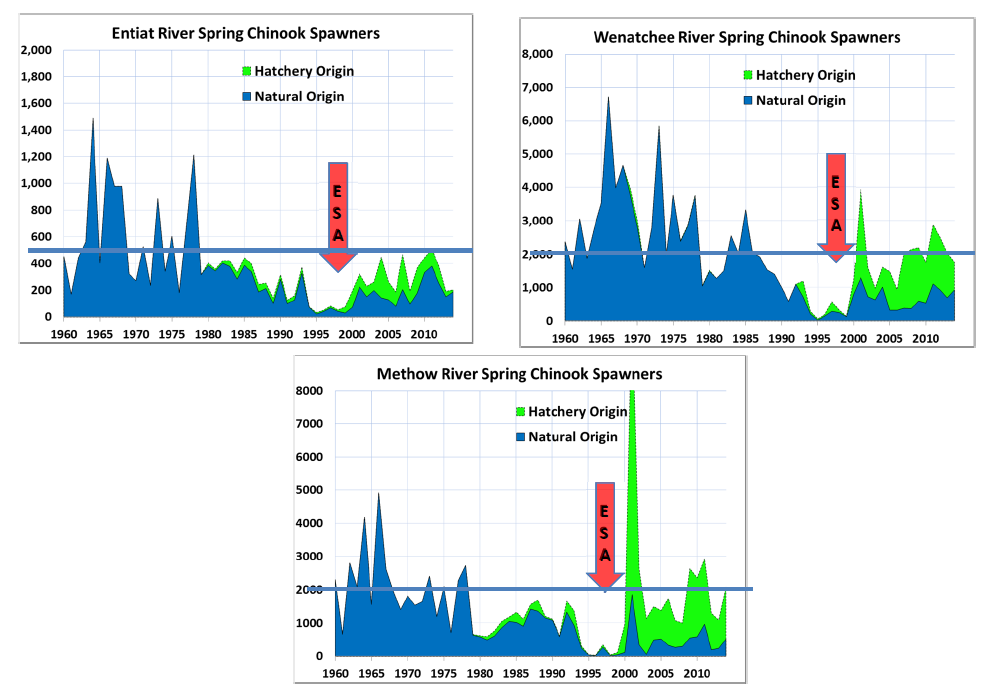 Entiat River Spring Chinook Spawners
2,000
1,800
1,600
1,400
1,200
1,000
800
600
400
200
0
Hatchery Origin
Natural Origin
E
S
A
1960 1965 1970 1975 1980 1985 1990 1995 2000 2005 2010
Wenatchee River Spring Chinook Spawners
8,000
7,000
6,000
5,000
4,000
3,000
2,000
1,000
0
Hatchery Origin
Natural Origin
E
S
A
1960 1965 1970 1975 1980 1985 1990 1995 2000 2005 2010
Methow River Spring Chinook Spawners
8000
7000
6000
5000
4000
3000
2000
1000
0
Hatchery Origin
Natural Origin
E
S
A
1960 1965 1970 1975 1980 1985 1990 1995 2000 2005 2010